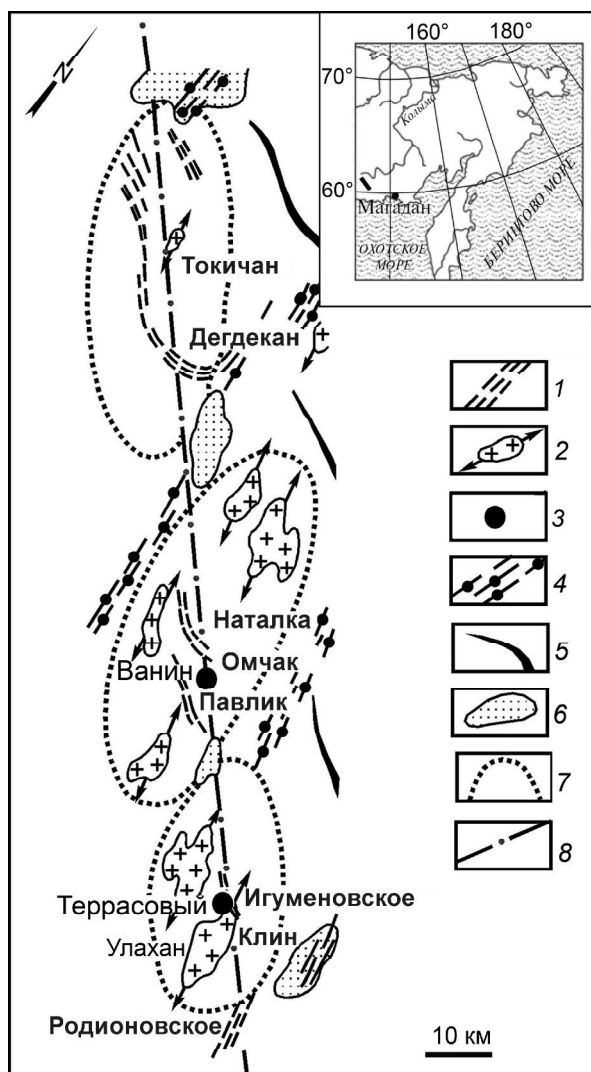 N
160°
180°
70°
60°
Колыма
Магадан
ОХОТСКОЕ
МОРЕ
БЕРИНГОВО МОРЕ
Токичан
Дегдекан
Наталка
Омчак
Ванин
Павлик
Террасовый
Игуменовское
Улахан
Клин
Родионовское
1
2
3
4
5
6
7
8
10 км